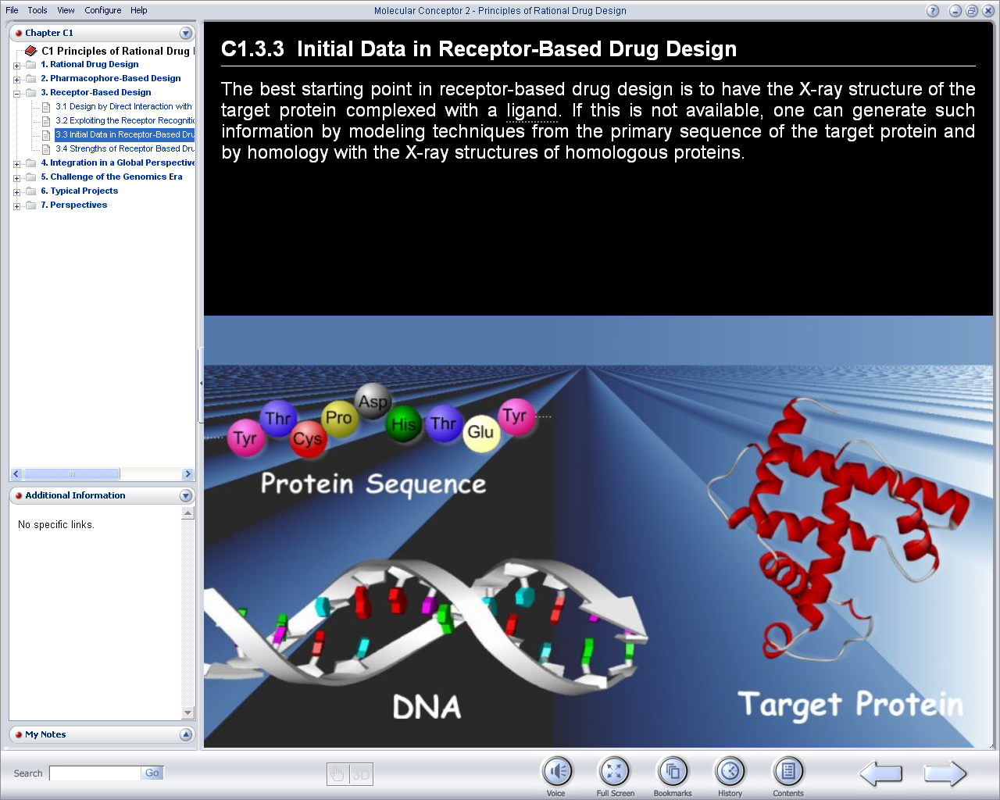 File Tools View Configure Help
Molecular Conceptor 2 - Principles of Rational Drug Design
Chapter C1
C1 Principles of Rational Drug
1. Rational Drug Design
2. Pharmacophore-Based Design
3. Receptor-Based Design
3.1 Design by Direct Interaction with
3.2 Exploiting the Receptor
3.3 Initial Data in Receptor-Based
3.4 Strengths of Receptor Based
4. Integration in a Global Perspective
5. Challenge of the Genomics Era
6. Typical Projects
7. Perspectives
Additional Information
No specific links.
My Notes
C1.3.3 Initial Data in Receptor-Based Drug Design
The best starting point in receptor-based drug design is to have the X-ray structure of the
target protein complexed with a ligand. If this is not available, one can generate such
information by modeling techniques from the primary sequence of the target protein and
by homology with the X-ray structures of homologous proteins.
Tyr Thr Cys Pro Asp His Thr Glu Tyr
Protein Sequence
DNA
Target Protein
Search Go
3D
Voice Full Screen Bookmarks History Contents